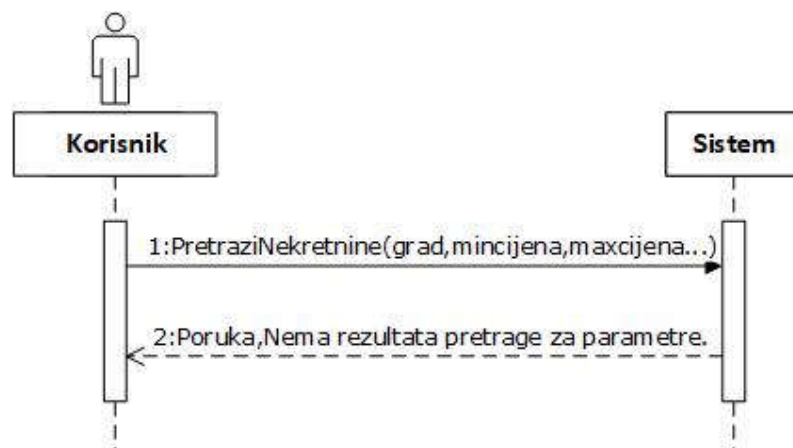 Korisnik
Sistem
1:PretraziNekretnine(grad,mincijena,maxcijena...)
2:Poruka,Nema rezultata pretrage za parametre.